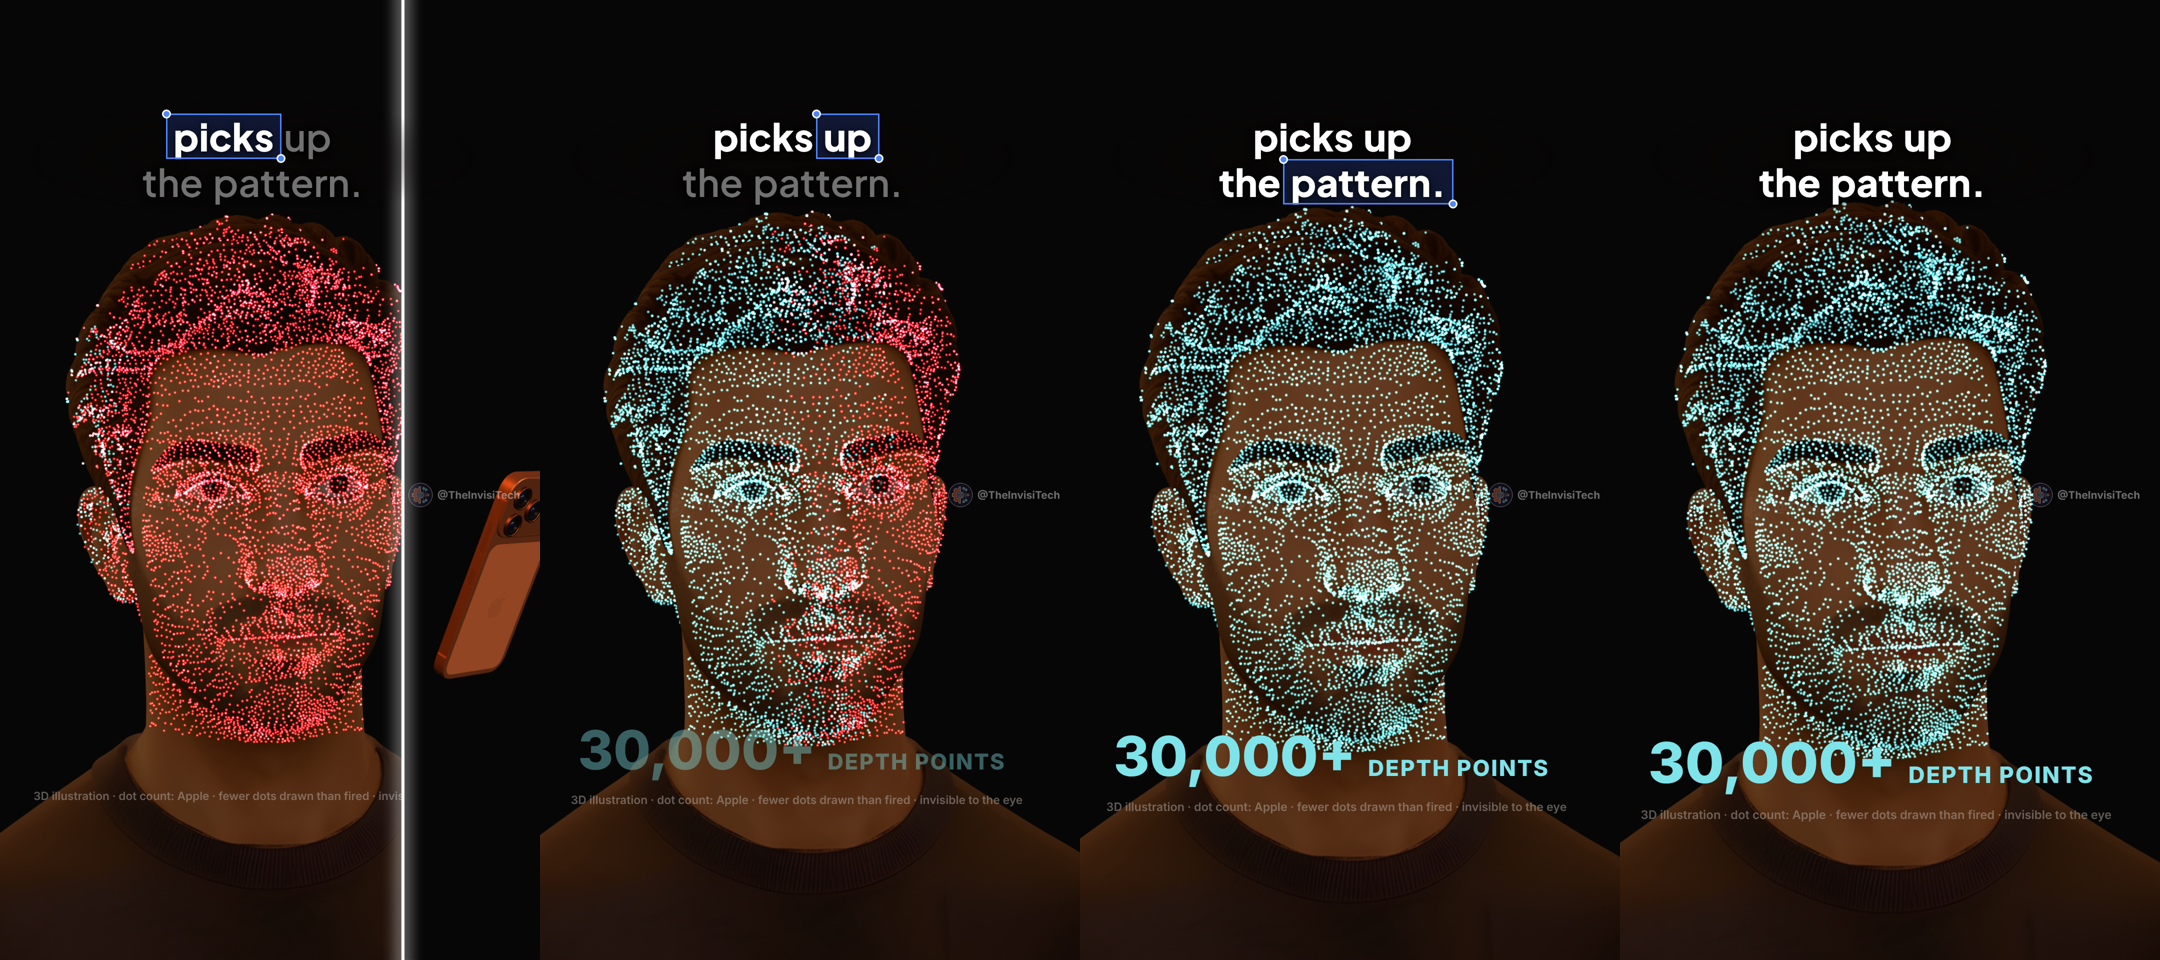 picks up
the pattern.
@TheInvisiTech
3D illustration · dot count: Apple · fewer dots drawn than fired · invis
picks up
the pattern.
@TheInvisiTech
30,000+ DEPTH POINTS
3D illustration · dot count: Apple · fewer dots drawn than fired · invisible to the eye
picks up
the pattern.
@TheInvisiTech
30,000+ DEPTH POINTS
3D illustration · dot count: Apple · fewer dots drawn than fired · invisible to the eye
picks up
the pattern.
@TheInvisiTech
30,000+ DEPTH POINTS
3D illustration · dot count: Apple · fewer dots drawn than fired · invisible to the eye